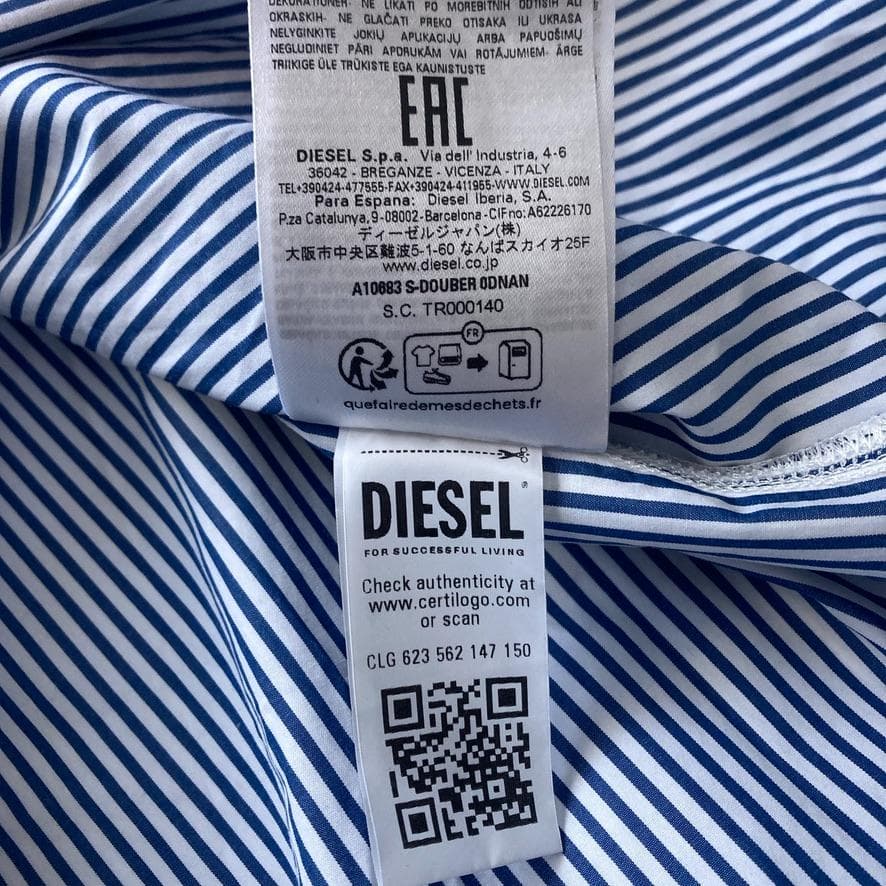 DEKORATIONER- NE LIKATI PO MOREBITNIH ODTISIH ALI
OKRASKIH- NE GLAČATI PREKO OTISAKA ILI UKRASA
NELYGINKITE JOKIŲ APLIKACIJŲ ARBA PAPUOŠIMŲ
NEGLUDINIET PĀRI APDRUKĀM VAI ROTĀJUMIEM- ÄRGE
TRIIKIGE ÜLE TRÜKISTE EGA KAUNISTUSTE
EAC
DIESEL S.p.a. Via dell' Industria, 4-6
36042 - BREGANZE - VICENZA - ITALY
TEL+390424-477555-FAX+390424-411955-WWW.DIESEL.COM
Para Espana: Diesel Iberia, S.A.
P.za Catalunya, 9-08002-Barcelona-CIFno:A62226170
ディーゼルジャパン(株)
大阪市中央区難波5-1-60 なんばスカイオ25F
www.diesel.co.jp
A10683 S-DOUBER 0DNAN
S.C. TR000140
FR
quefairedemesdechets.fr
DIESEL®
FOR SUCCESSFUL LIVING
Check authenticity at
www.certilogo.com
or scan
CLG 623 562 147 150